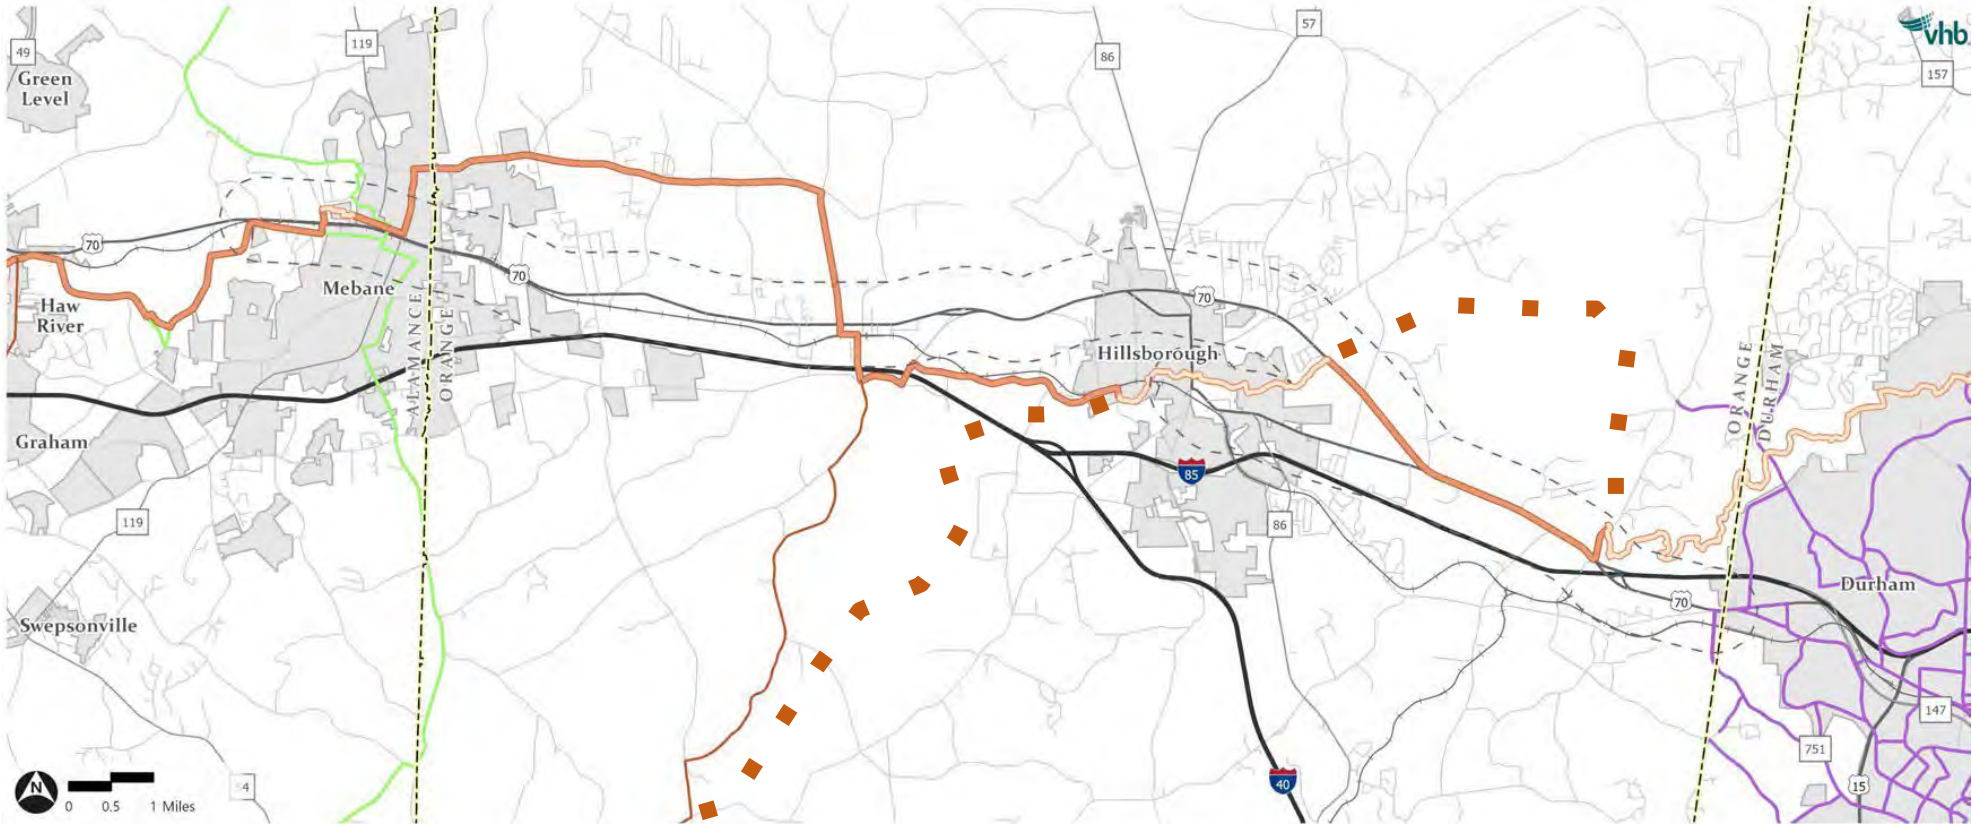 49
119
86
57
vhb
157
Green
Level
70
70
70
Mebane
Haw
River
ALAMANCE
ORANGE
Hillsborough
ORANGE
DURHAM
Graham
85
119
86
Durham
70
Swepsonville
147
751
N
0 0.5 1 Miles
40
15